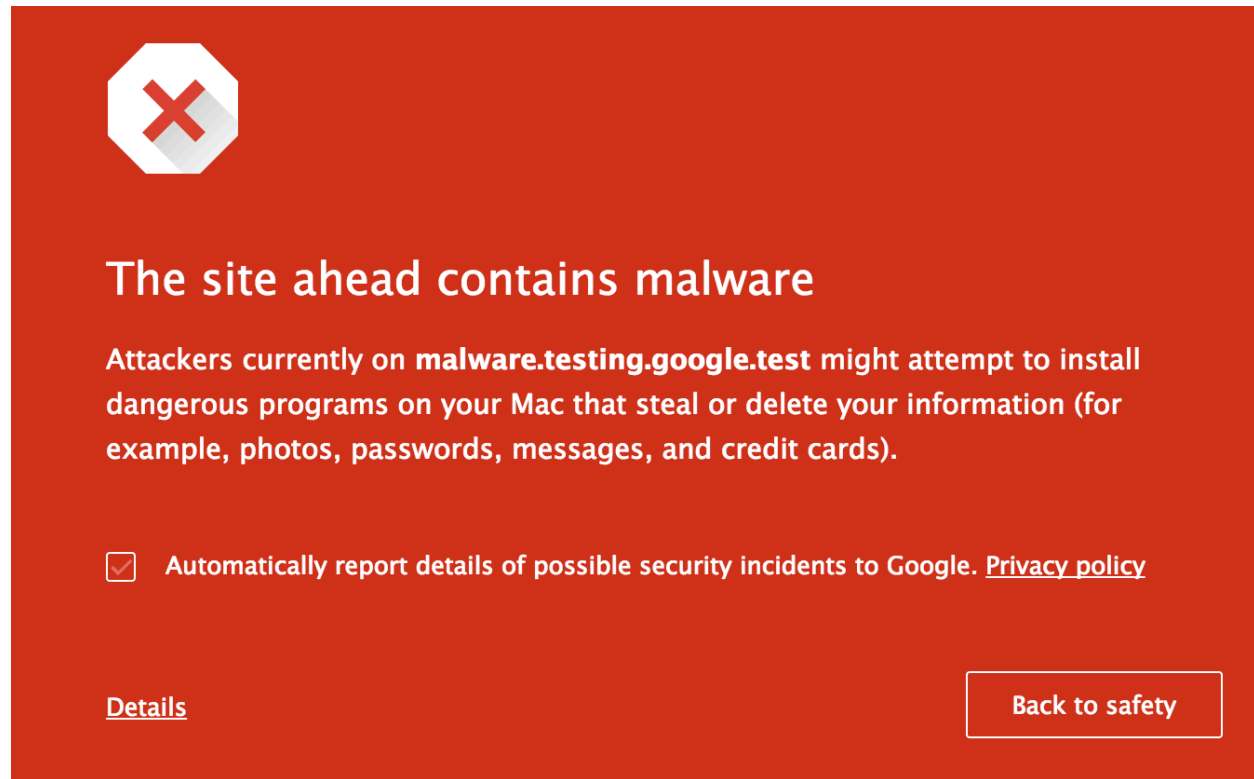 The site ahead contains malware
Attackers currently on malware.testing.google.test might attempt to install
dangerous programs on your Mac that steal or delete your information (for
example, photos, passwords, messages, and credit cards).
Automatically report details of possible security incidents to Google. Privacy policy
Details
Back to safety